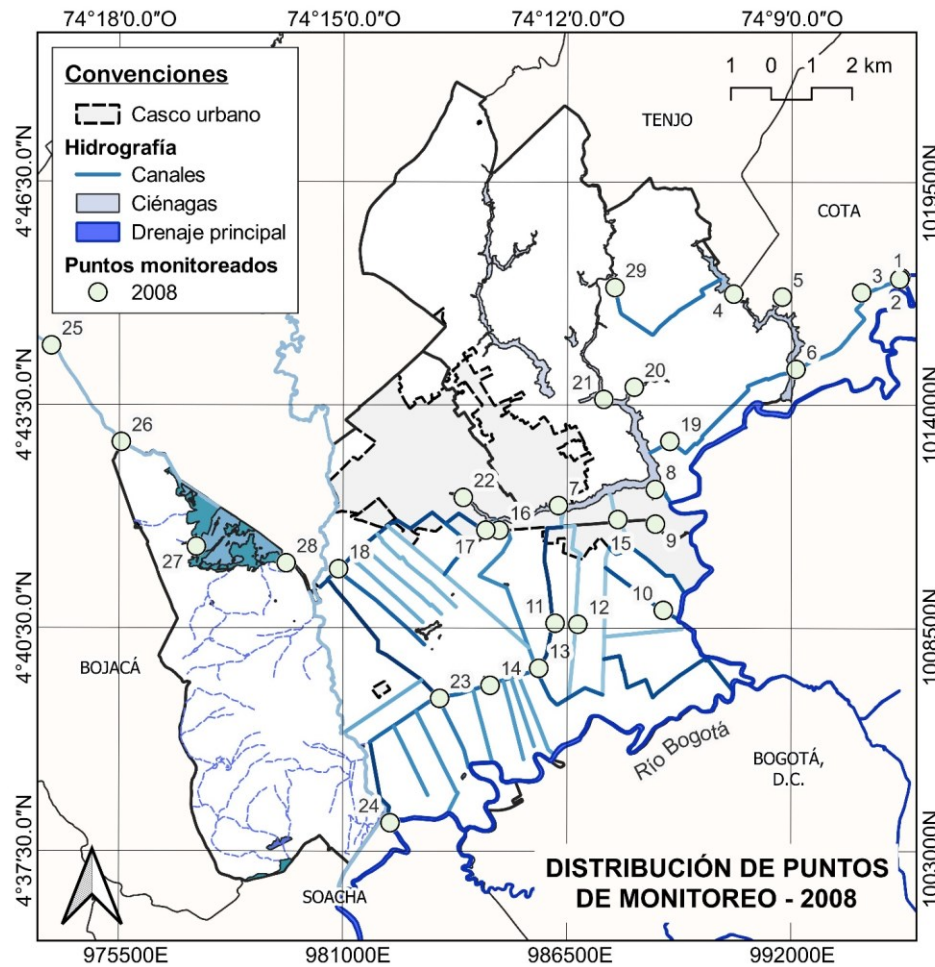 74°18'0.0"O 74°15'0.0"O 74°12'0.0"O 74°9'0.0"O
Convenciones
Casco urbano
Hidrografía
Canales
Ciénagas
Drenaje principal
Puntos monitoreados
2008
1 0 1 2 km
TENJO
COTA
4°46'30.0"N
1019500N
29
4
5
3
1
2
25
6
4°43'30.0"N
1014000N
21
20
26
19
22
7
8
27
28
18
17
16
15
9
11
12
10
4°40'30.0"N
1008500N
BOJACÁ
13
23
14
Río Bogotá
BOGOTÁ,
D.C.
24
4°37'30.0"N
1003000N
SOACHA
DISTRIBUCIÓN DE PUNTOS
DE MONITOREO - 2008
975500E 981000E 986500E 992000E